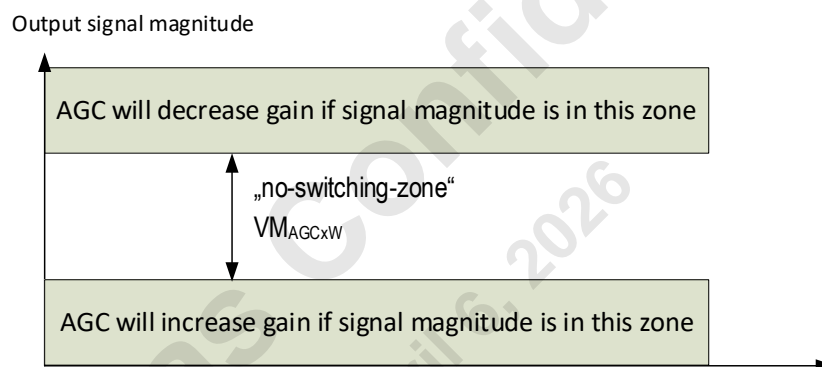 Output signal magnitude
AGC will decrease gain if signal magnitude is in this zone
„no-switching-zone“
VMAGCxW
AGC will increase gain if signal magnitude is in this zone
2026